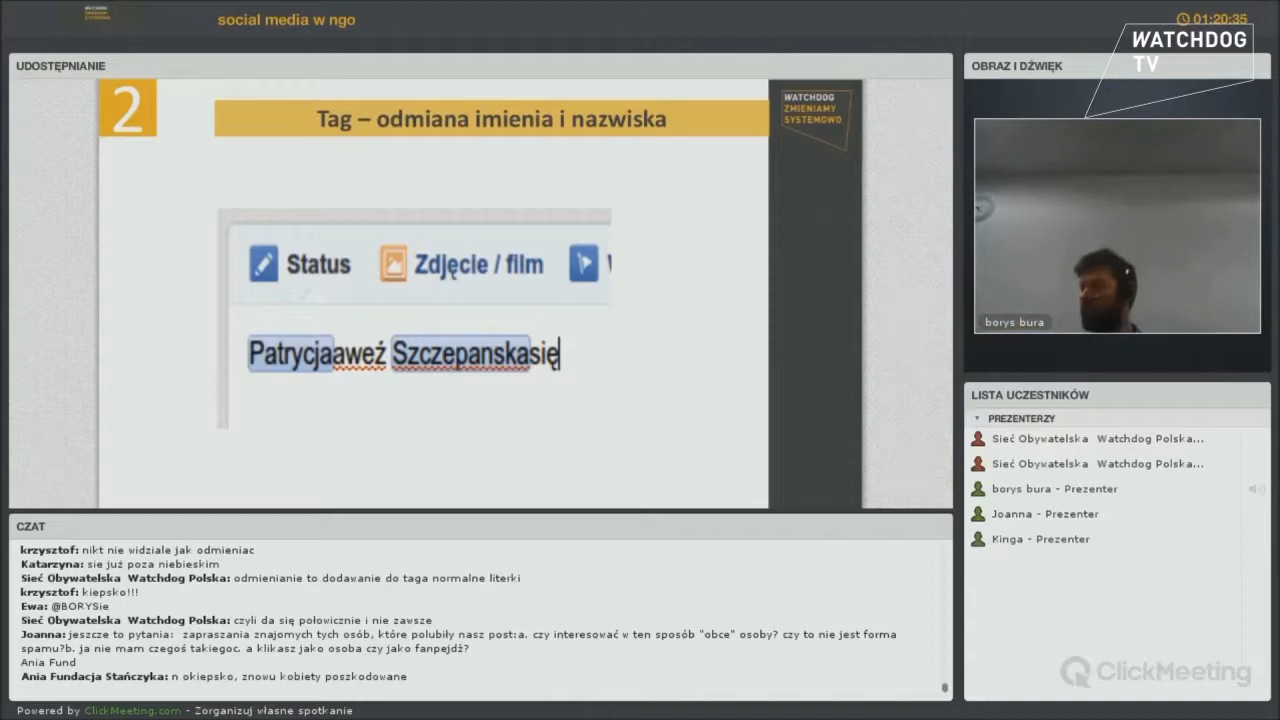 WATCHDOG
ZMIENIAMY
SYSTEMOWO
social media w ngo
01:20:35
WATCHDOG
TV
UDOSTĘPNIANIE
2
Tag – odmiana imienia i nazwiska
WATCHDOG
ZMIENIAMY
SYSTEMOWO
Status
Zdjęcie / film
Patrycjaaweź Szczepanskasię
OBRAZ I DŹWIĘK
borys bura
LISTA UCZESTNIKÓW
PREZENTERZY
Sieć Obywatelska Watchdog Polska...
Sieć Obywatelska Watchdog Polska...
borys bura - Prezenter
Joanna - Prezenter
Kinga - Prezenter
CZAT
krzysztof: nikt nie widziale jak odmieniac
Katarzyna: sie już poza niebieskim
Sieć Obywatelska Watchdog Polska: odmienianie to dodawanie do taga normalne literki
krzysztof: kiepsko!!!
Ewa: @BORYSie
Sieć Obywatelska Watchdog Polska: czyli da się połowicznie i nie zawsze
Joanna: jeszcze to pytania: zapraszania znajomych tych osób, które polubiły nasz post:a. czy interesować w ten sposób "obce" osoby? czy to nie jest forma
spamu?b. ja nie mam czegoś takiegoc. a klikasz jako osoba czy jako fanpejdż?
Ania Fund
Ania Fundacja Stańczyka: n okiepsko, znowu kobiety poszkodowane
ClickMeeting
Powered by ClickMeeting.com - Zorganizuj własne spotkanie